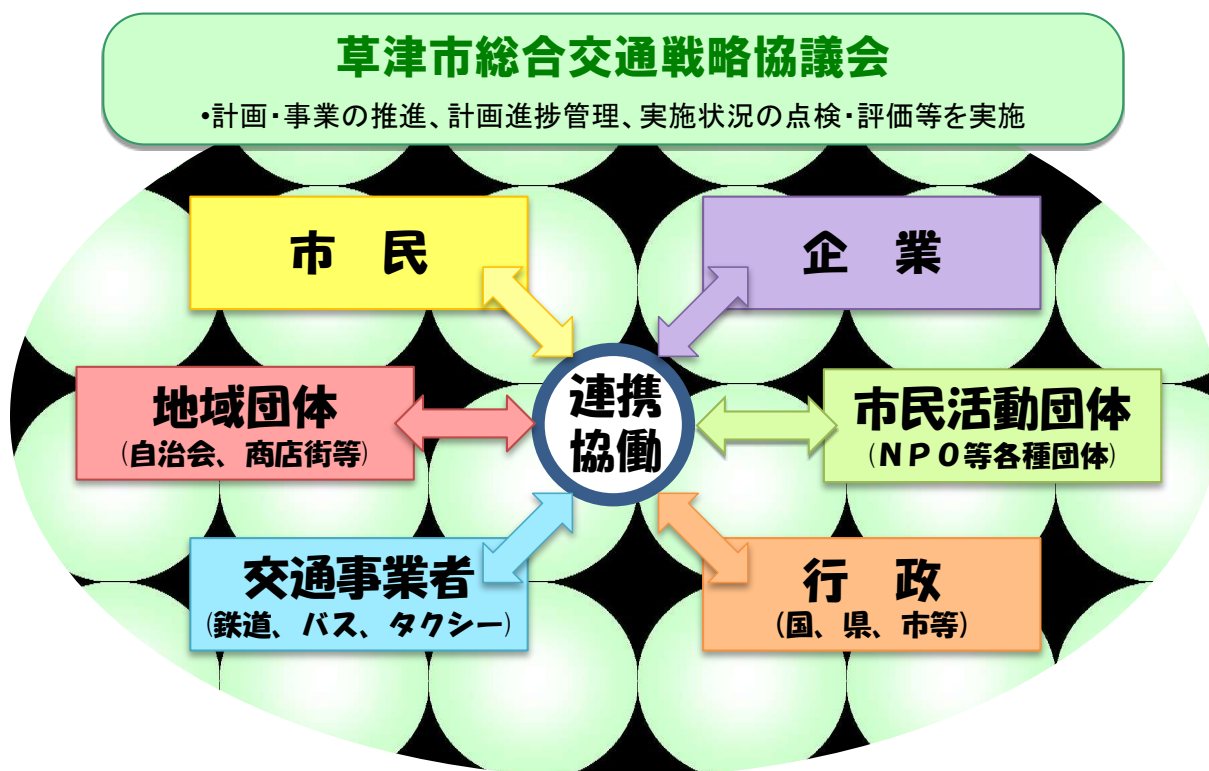 草津市総合交通戦略協議会
•計画・事業の推進、計画進捗管理、実施状況の点検・評価等を実施
市　民
企　業
地域団体
(自治会、商店街等)
連携
協働
市民活動団体
(ＮＰＯ等各種団体)
交通事業者
(鉄道、バス、タクシー)
行　政
(国、県、市等)